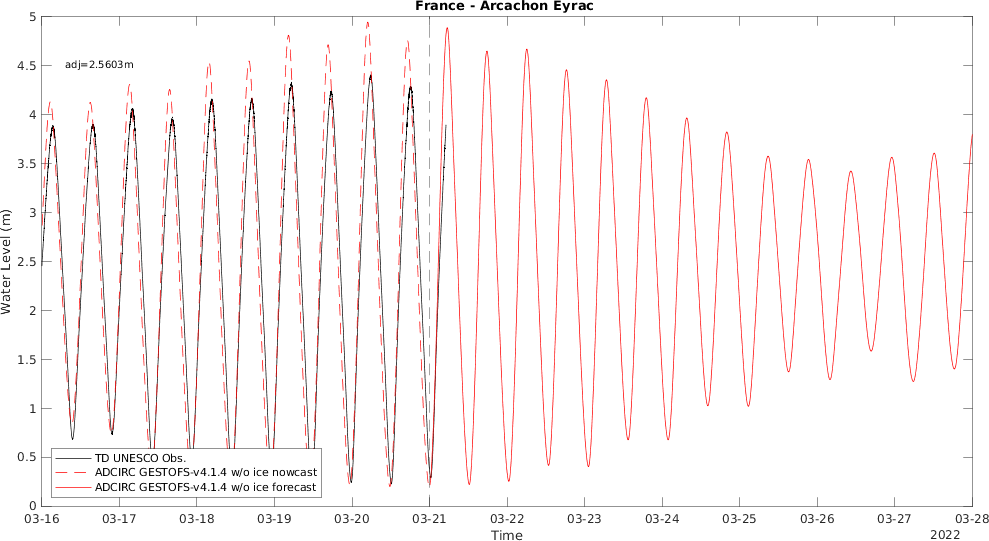 France - Arcachon Eyrac
adj=2.5603m
Water Level (m)
5
4.5
4
3.5
3
2.5
2
1.5
1
0.5
0
TD UNESCO Obs.
ADCIRC GESTOFS-v4.1.4 w/o ice nowcast
ADCIRC GESTOFS-v4.1.4 w/o ice forecast
03-16 03-17 03-18 03-19 03-20 03-21 03-22 03-23 03-24 03-25 03-26 03-27 03-28
Time
2022